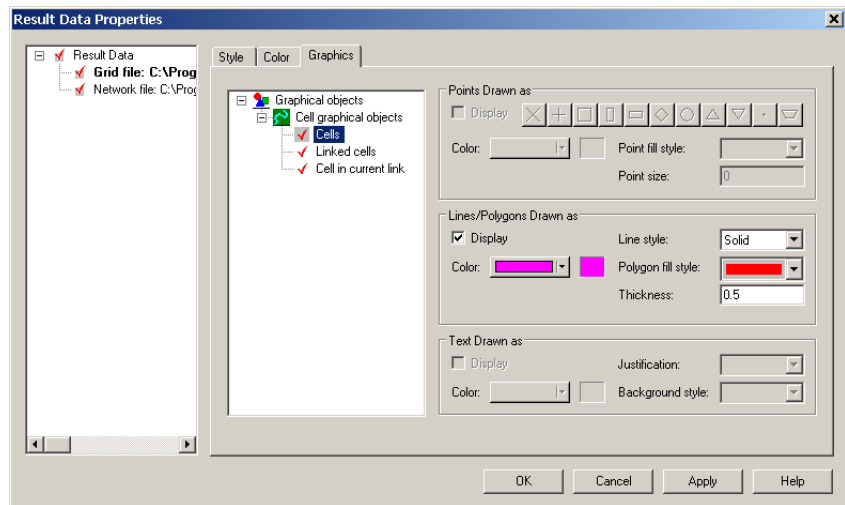 Result Data Properties
Result Data
Grid file: C:\Prog
Network file: C:\Prog
Style
Color
Graphics
Graphical objects
Cell graphical objects
Cells
Linked cells
Cell in current link
Points Drawn as
Display
Color:
Point fill style:
Point size:
0
Lines/Polygons Drawn as
Display
Line style:
Solid
Color:
Polygon fill style:
Thickness:
0.5
Text Drawn as
Display
Justification:
Color:
Background style:
OK
Cancel
Apply
Help